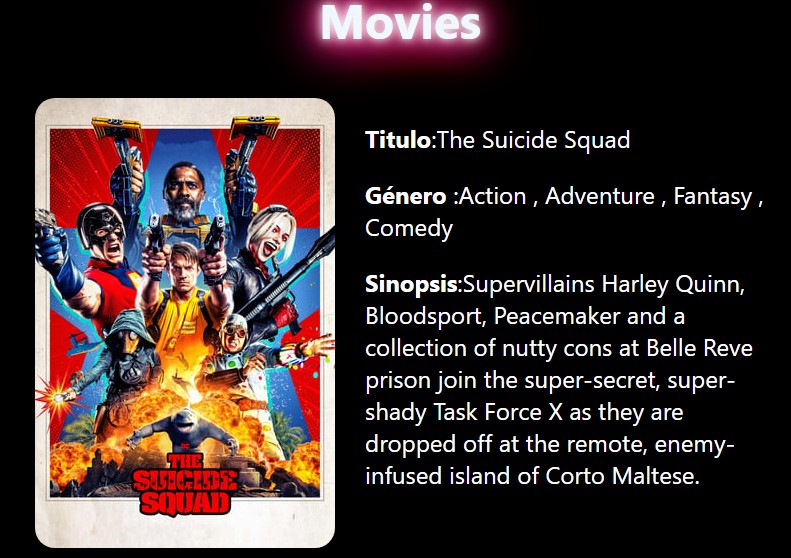 Movies
Titulo:The Suicide Squad
Género :Action , Adventure , Fantasy ,
Comedy
Sinopsis:Supervillains Harley Quinn,
Bloodsport, Peacemaker and a
collection of nutty cons at Belle Reve
prison join the super-secret, super-
shady Task Force X as they are
dropped off at the remote, enemy-
infused island of Corto Maltese.
THE
SUICIDE
SQUAD